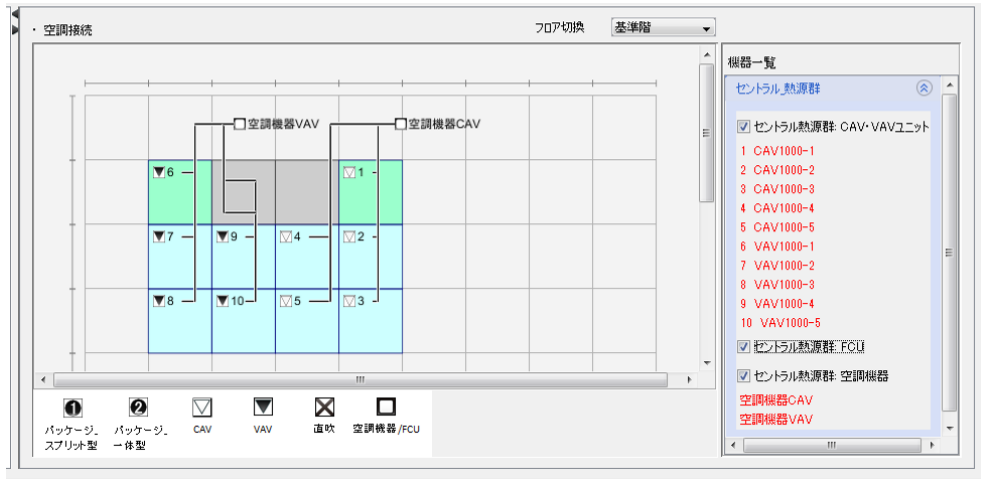 ・ 空調接続
フロア切換 基準階
空調機器VAV 空調機器CAV
6 1
7 9 4 2
8 10 5 3
パッケージ_
スプリット型
パッケージ_
一体型
CAV
VAV
直吹
空調機器/FCU
機器一覧
セントラル_熱源群
セントラル熱源群: CAV・VAVユニット
1 CAV1000-1
2 CAV1000-2
3 CAV1000-3
4 CAV1000-4
5 CAV1000-5
6 VAV1000-1
7 VAV1000-2
8 VAV1000-3
9 VAV1000-4
10 VAV1000-5
セントラル熱源群: FCU
セントラル熱源群: 空調機器
空調機器CAV
空調機器VAV